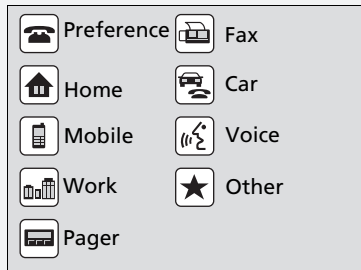 Preference
Home
Mobile
Work
Pager
Fax
Car
Voice
Other